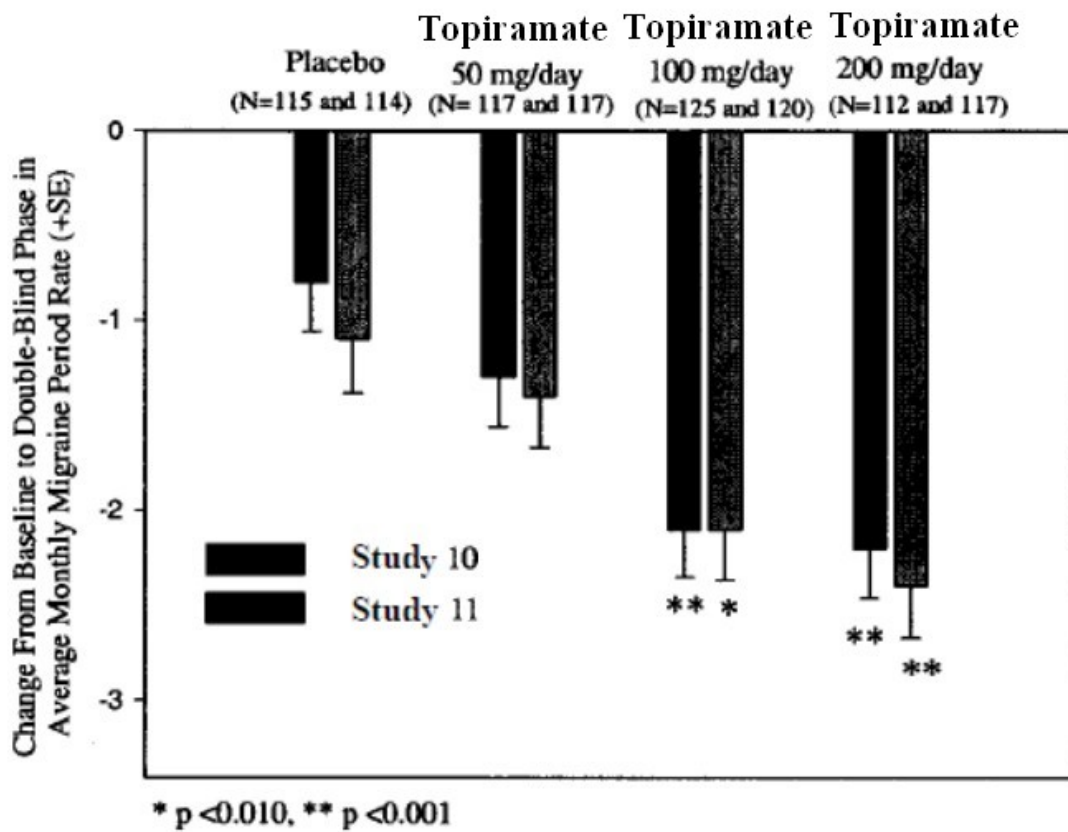 Topiramate Topiramate Topiramate
Placebo 50 mg/day 100 mg/day 200 mg/day
(N=115 and 114) (N= 117 and 117) (N=125 and 120) (N=112 and 117)
Change From Baseline to Double-Blind Phase in
Average Monthly Migraine Period Rate (+SE)
0
-1
-2
-3
Study 10
Study 11
** * ** **
* p <0.010, ** p <0.001